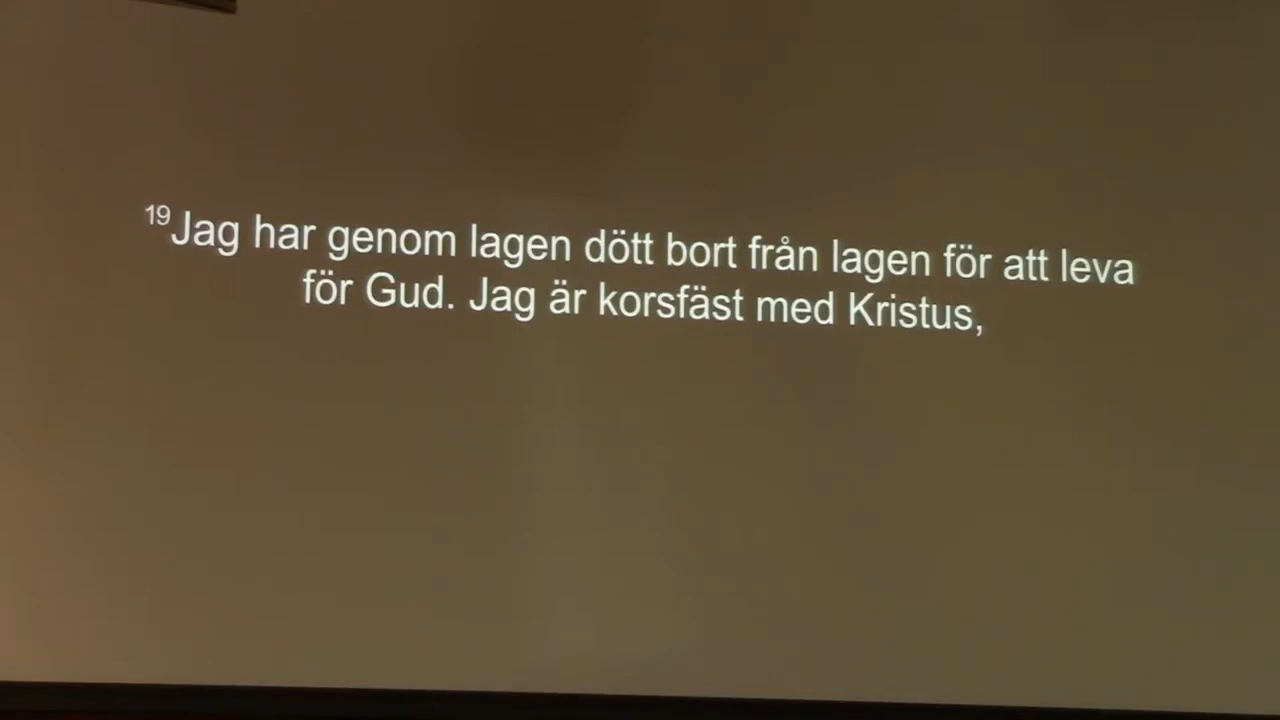 19Jag har genom lagen dött bort från lagen för att leva
för Gud. Jag är korsfäst med Kristus,